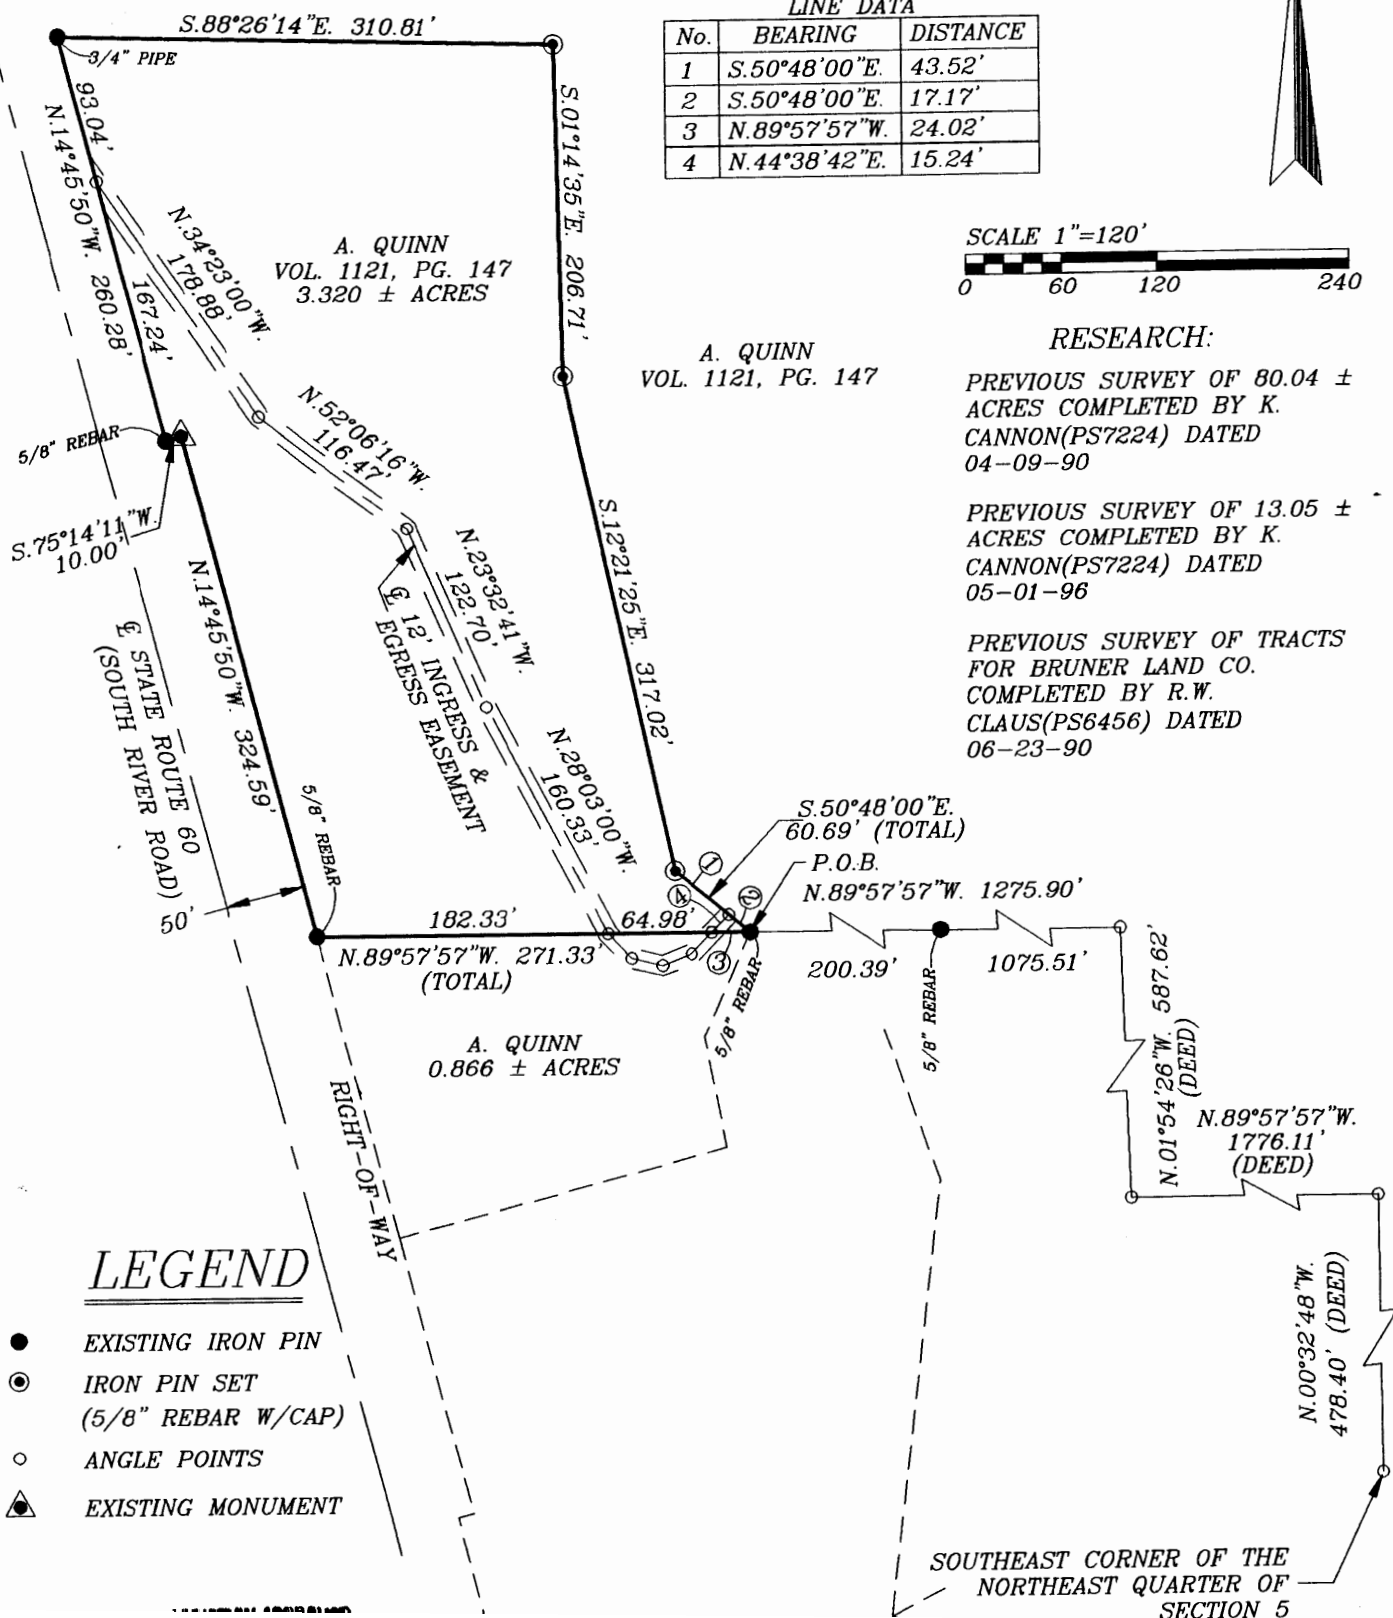 LINE DATA
No. BEARING DISTANCE
1 S.50°48'00"E. 43.52'
2 S.50°48'00"E. 17.17'
3 N.89°57'57"W. 24.02'
4 N.44°38'42"E. 15.24'
S.88°26'14"E. 310.81'
3/4" PIPE
93.04'
N.14°45'50"W. 260.28'
167.24'
S.01°14'35"E. 206.71'
N.34°23'00"W.
178.88'
A. QUINN
VOL. 1121, PG. 147
3.320 ± ACRES
SCALE 1"=120'
0 60 120 240
A. QUINN
VOL. 1121, PG. 147
RESEARCH:
PREVIOUS SURVEY OF 80.04 ±
ACRES COMPLETED BY K.
CANNON(PS7224) DATED
04-09-90
PREVIOUS SURVEY OF 13.05 ±
ACRES COMPLETED BY K.
CANNON(PS7224) DATED
05-01-96
PREVIOUS SURVEY OF TRACTS
FOR BRUNER LAND CO.
COMPLETED BY R.W.
CLAUS(PS6456) DATED
06-23-90
5/8" REBAR
N.52°06'16"W.
116.47'
S.75°14'11"W.
10.00'
N.14°45'50"W. 324.59'
S.12°21'25"E. 317.02'
N.23°32'41"W.
122.70'
℄ 12' INGRESS &
EGRESS EASEMENT
℄ STATE ROUTE 60
(SOUTH RIVER ROAD)
N.28°03'00"W.
160.33'
5/8" REBAR
50'
S.50°48'00"E.
60.69' (TOTAL)
P.O.B.
1
4
2
3
N.89°57'57"W. 1275.90'
182.33' 64.98'
N.89°57'57"W. 271.33'
(TOTAL)
200.39'
1075.51'
5/8" REBAR
5/8" REBAR
N.01°54'26"W. 587.62'
(DEED)
A. QUINN
0.866 ± ACRES
RIGHT-OF-WAY
N.89°57'57"W.
1776.11'
(DEED)
N.00°32'48"W.
478.40' (DEED)
LEGEND
EXISTING IRON PIN
IRON PIN SET
(5/8" REBAR W/CAP)
ANGLE POINTS
EXISTING MONUMENT
SOUTHEAST CORNER OF THE
NORTHEAST QUARTER OF
SECTION 5